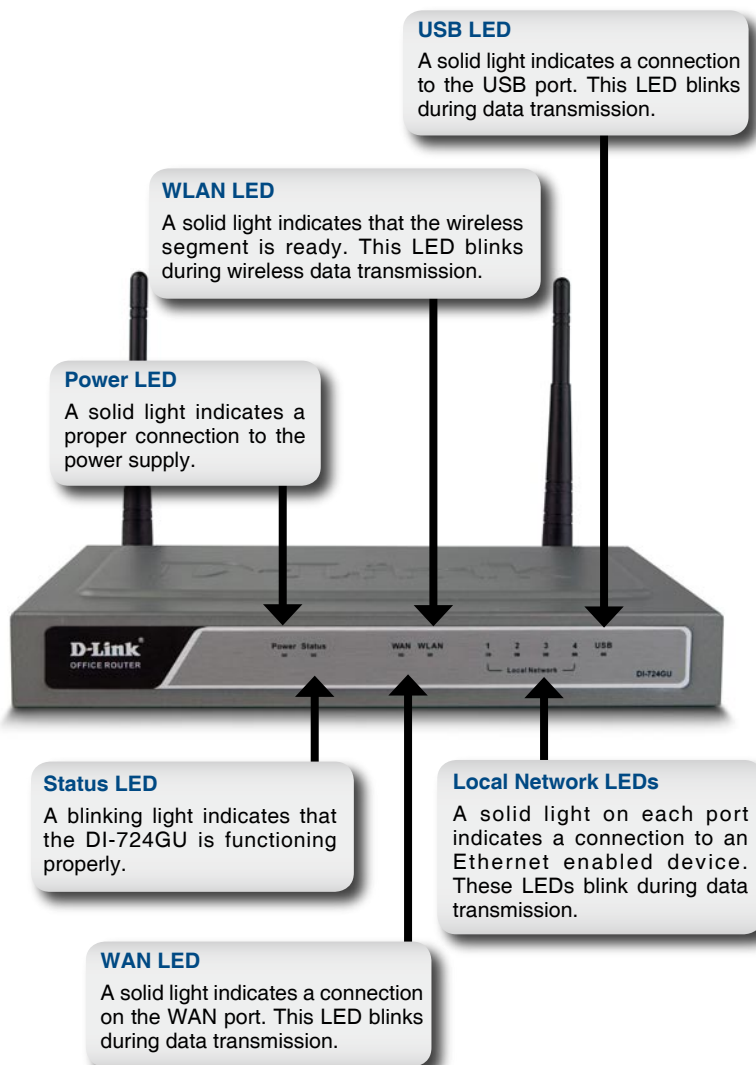 USB LED
A solid light indicates a connection
to the USB port. This LED blinks
during data transmission.
WLAN LED
A solid light indicates that the wireless
segment is ready. This LED blinks
during wireless data transmission.
Power LED
A solid light indicates a
proper connection to the
power supply.
D-Link
D-Link®
OFFICE ROUTER
Power Status
WAN WLAN
1 2 3 4 USB
Local Network
DI-724GU
Status LED
A blinking light indicates that
the DI-724GU is functioning
properly.
Local Network LEDs
A solid light on each port
indicates a connection to an
Ethernet enabled device.
These LEDs blink during data
transmission.
WAN LED
A solid light indicates a connection
on the WAN port. This LED blinks
during data transmission.